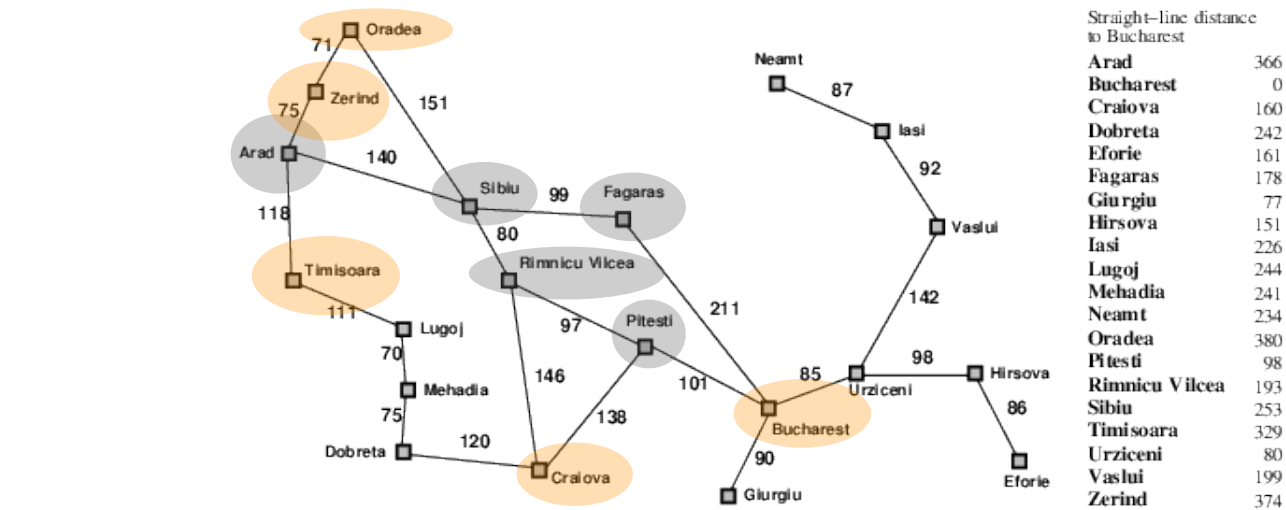 Oradea
71
Neamt
87
Zerind
151
75
Iasi
Arad
140
92
Sibiu
99
Fagaras
118
80
Vaslui
Rimnicu Vilcea
Timisoara
142
111
Lugoj
97
Pitesti
211
70
98
146
101
85
Hirsova
Mehadia
Urziceni
75
138
86
Bucharest
120
Dobreta
90
Craiova
Eforie
Giurgiu
Straight–line distance
to Bucharest
Arad 366
Bucharest 0
Craiova 160
Dobreta 242
Eforie 161
Fagaras 178
Giurgiu 77
Hirsova 151
Iasi 226
Lugoj 244
Mehadia 241
Neamt 234
Oradea 380
Pitesti 98
Rimnicu Vilcea 193
Sibiu 253
Timisoara 329
Urziceni 80
Vaslui 199
Zerind 374